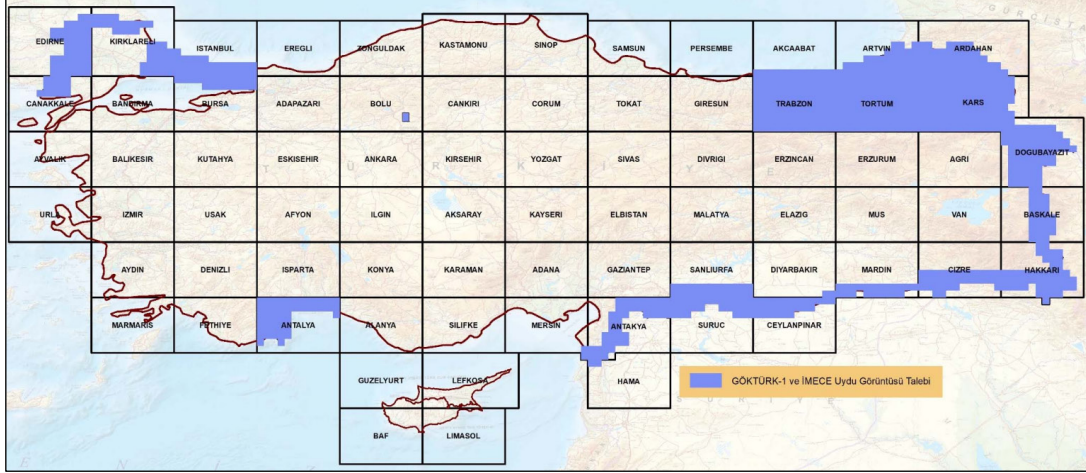 GÜRCİSTA
EDIRNE KIRKLARELI ISTANBUL EREGLI ZONGULDAK KASTAMONU SINOP SAMSUN PERSEMBE AKCAABAT ARTVIN ARDAHAN
CANAKKALE BANDIRMA BURSA ADAPAZARI BOLU CANKIRI CORUM TOKAT GIRESUN TRABZON TORTUM KARS
AYVALIK BALIKESIR KUTAHYA ESKISEHIR ANKARA KIRSEHIR YOZGAT SIVAS DIVRIGI ERZINCAN ERZURUM AGRI DOGUBAYAZIT
T Ü R K İ Y E
URLA IZMIR USAK AFYON ILGIN AKSARAY KAYSERI ELBISTAN MALATYA ELAZIG MUS VAN BASKALE
AYDIN DENIZLI ISPARTA KONYA KARAMAN ADANA GAZIANTEP SANLIURFA DIYARBAKIR MARDIN CIZRE HAKKARI
MARMARIS FETHIYE ANTALYA ALANYA SILIFKE MERSIN ANTAKYA SURUC CEYLANPINAR
GUZELYURT LEFKOSA HAMA
GÖKTÜRK-1 ve İMECE Uydu Görüntüsü Talebi
S U R İ Y E
BAF LIMASOL